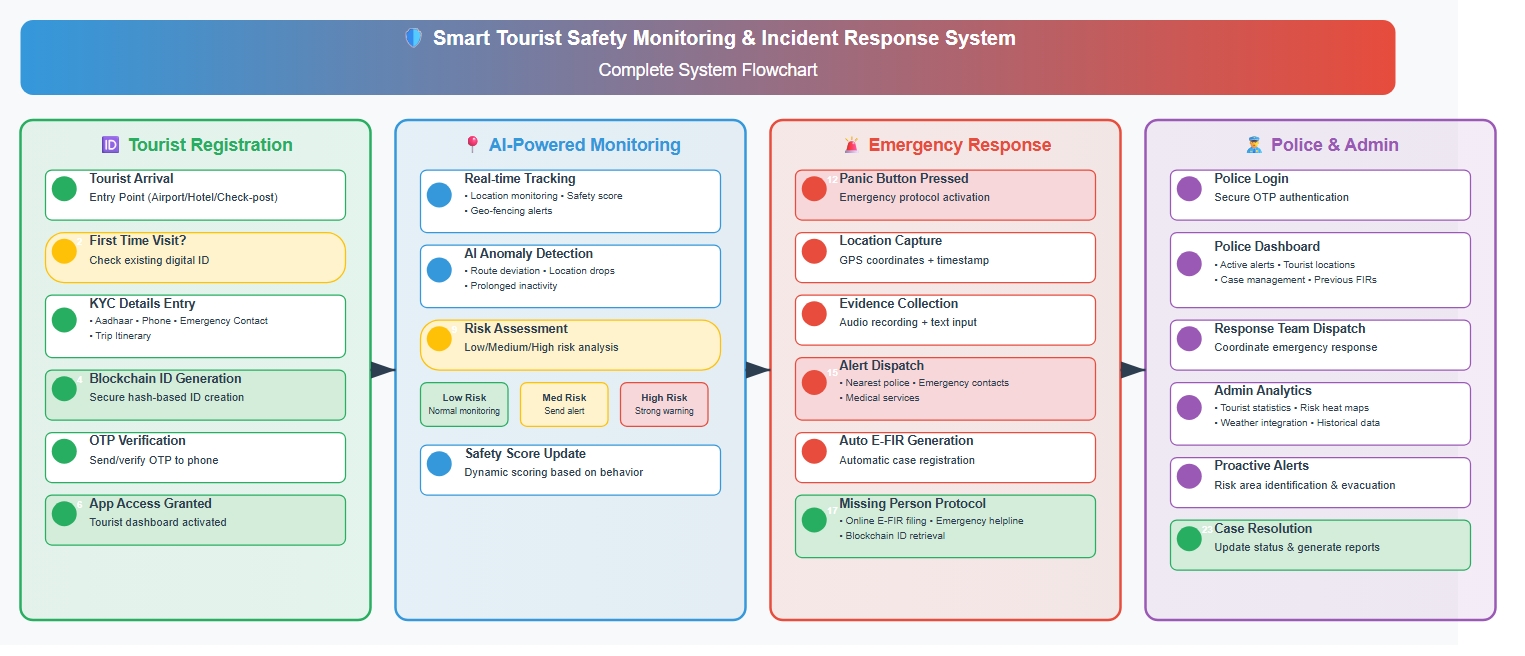 🛡️ Smart Tourist Safety Monitoring & Incident Response System
Complete System Flowchart
🆔 Tourist Registration
Tourist Arrival
Entry Point (Airport/Hotel/Check-post)
First Time Visit?
Check existing digital ID
KYC Details Entry
• Aadhaar • Phone • Emergency Contact
• Trip Itinerary
4
Blockchain ID Generation
Secure hash-based ID creation
OTP Verification
Send/verify OTP to phone
App Access Granted
Tourist dashboard activated
📍 AI-Powered Monitoring
Real-time Tracking
• Location monitoring • Safety score
• Geo-fencing alerts
AI Anomaly Detection
• Route deviation • Location drops
• Prolonged inactivity
Risk Assessment
Low/Medium/High risk analysis
Low Risk
Normal monitoring
Med Risk
Send alert
High Risk
Strong warning
Safety Score Update
Dynamic scoring based on behavior
🚨 Emergency Response
12
Panic Button Pressed
Emergency protocol activation
Location Capture
GPS coordinates + timestamp
Evidence Collection
Audio recording + text input
15
Alert Dispatch
• Nearest police • Emergency contacts
• Medical services
Auto E-FIR Generation
Automatic case registration
17
Missing Person Protocol
• Online E-FIR filing • Emergency helpline
• Blockchain ID retrieval
👮 Police & Admin
Police Login
Secure OTP authentication
Police Dashboard
• Active alerts • Tourist locations
• Case management • Previous FIRs
Response Team Dispatch
Coordinate emergency response
Admin Analytics
• Tourist statistics • Risk heat maps
• Weather integration • Historical data
Proactive Alerts
Risk area identification & evacuation
Case Resolution
Update status & generate reports